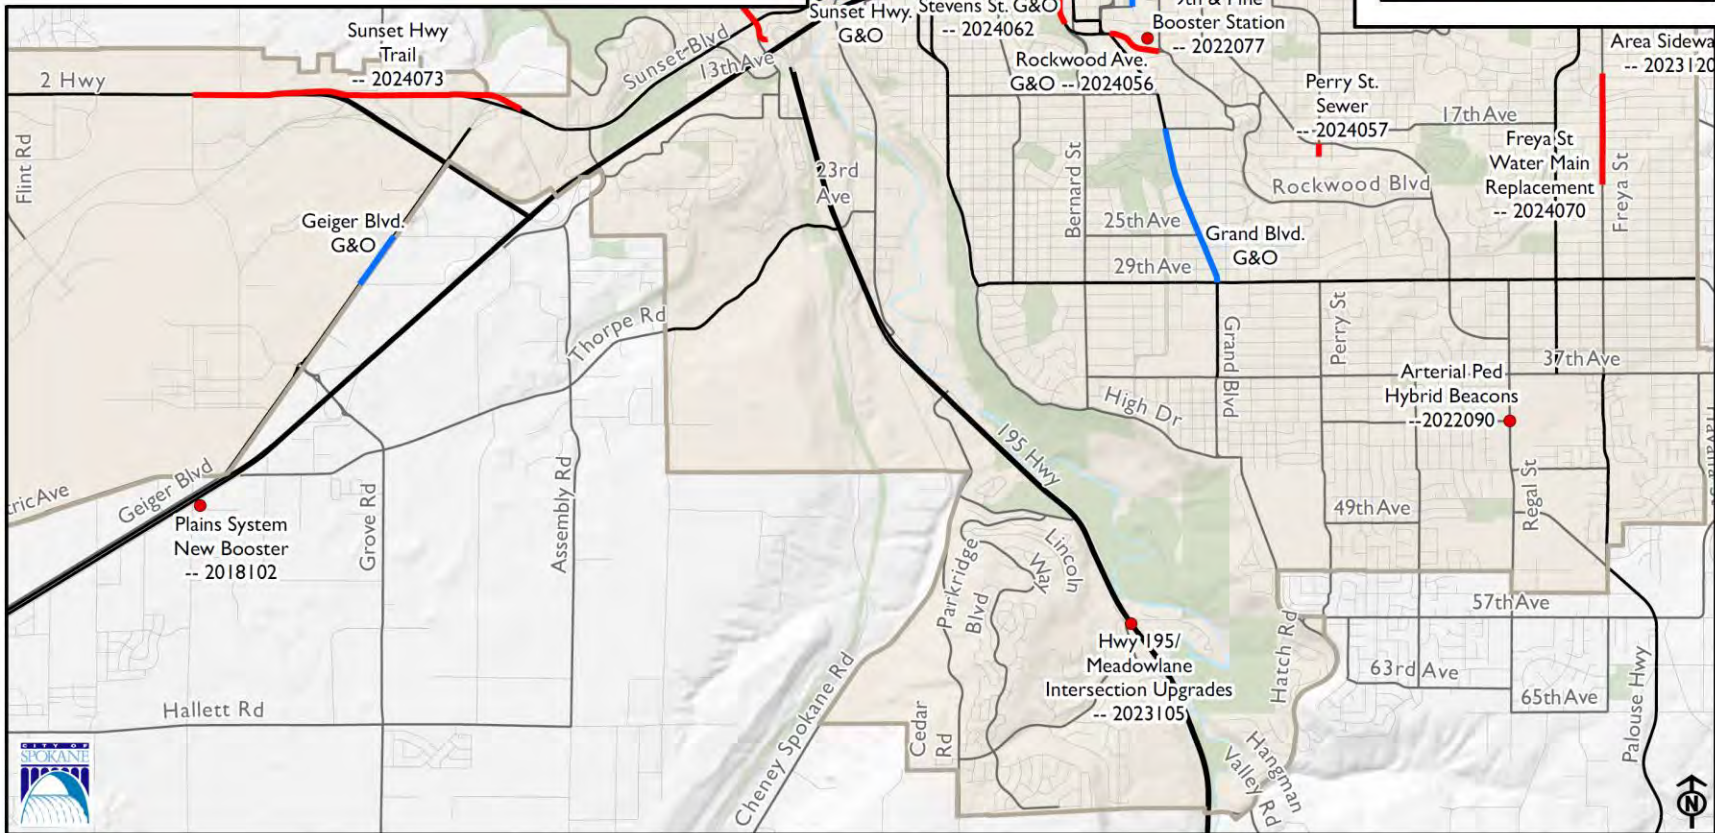 Sunset Hwy
Trail
-- 2024073
2 Hwy
Flint Rd
Sunset Blvd
13th Ave
Sunset Hwy.
G&O
Stevens St. G&O
-- 2024062
Booster Station
-- 2022077
Rockwood Ave.
G&O -- 2024056
Area Sidewa
-- 2023120
Perry St.
Sewer
-- 2024057
17th Ave
Freya St
Water Main
Replacement
-- 2024070
Freya St
Rockwood Blvd
Bernard St
23rd
Ave
25th Ave
Grand Blvd.
G&O
29th Ave
Geiger Blvd.
G&O
Thorpe Rd
Grand Blvd
Perry St
37th Ave
Arterial Ped
Hybrid Beacons
--2022090
High Dr
195 Hwy
tricAve
Geiger Blvd
Plains System
New Booster
-- 2018102
Grove Rd
Assembly Rd
49th Ave
Regal St
Parkridge
Blvd
Lincoln
Way
57th Ave
Hwy 195/
Meadowlane
Intersection Upgrades
-- 2023105
Hatch Rd
63rd Ave
65th Ave
Palouse Hwy
Hallett Rd
Cheney Spokane Rd
Cedar
Rd
Hangman
Valley Rd
CITY OF
SPOKANE
N